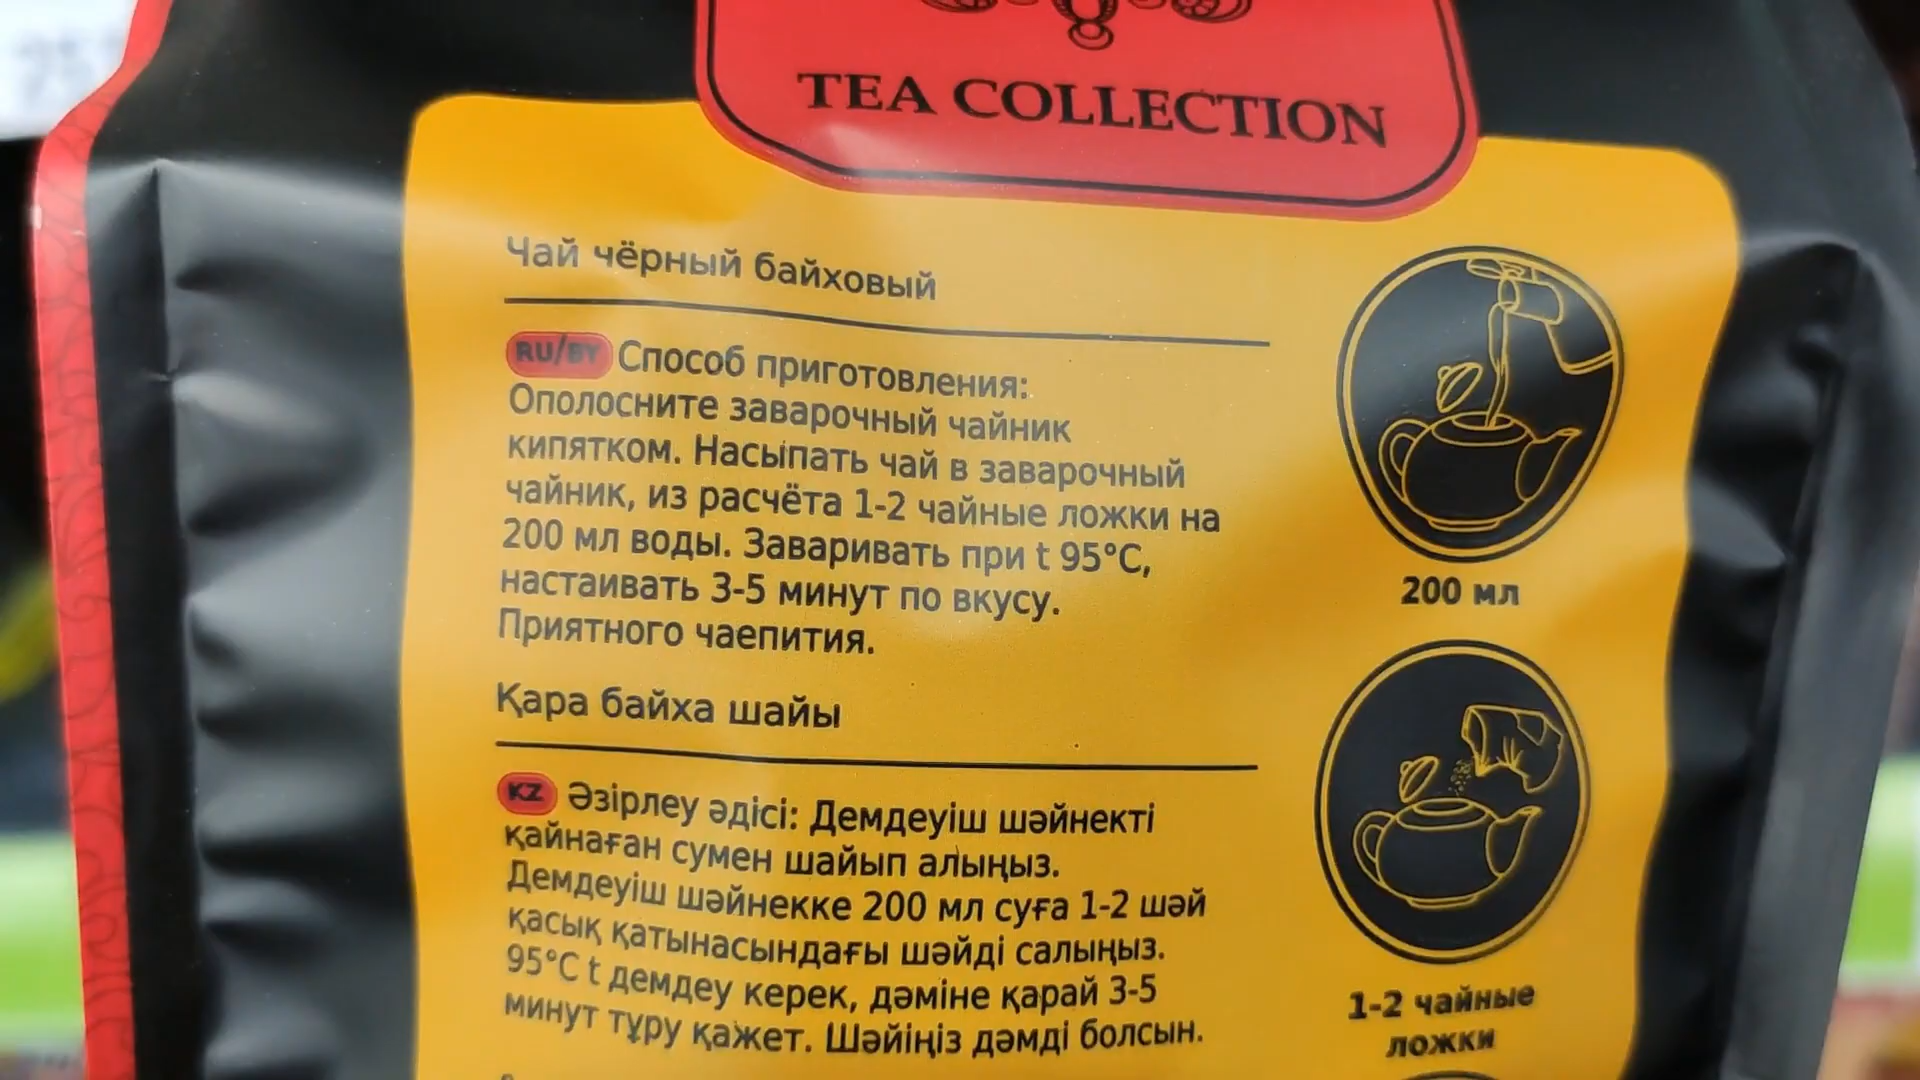 TEA COLLECTION
Чай чёрный байховый
RU/BY Способ приготовления:
Ополосните заварочный чайник
кипятком. Насыпать чай в заварочный
чайник, из расчёта 1-2 чайные ложки на
200 мл воды. Заваривать при t 95°C,
настаивать 3-5 минут по вкусу.
Приятного чаепития.
Қара байха шайы
KZ Әзірлеу әдісі: Демдеуіш шәйнекті
қайнаған сумен шайып алыңыз.
Демдеуіш шәйнекке 200 мл суға 1-2 шәй
қасық қатынасындағы шәйді салыңыз.
95°C t демдеу керек, дәміне қарай 3-5
минут тұру қажет. Шәйіңіз дәмді болсын.
200 мл
1-2 чайные
ложки